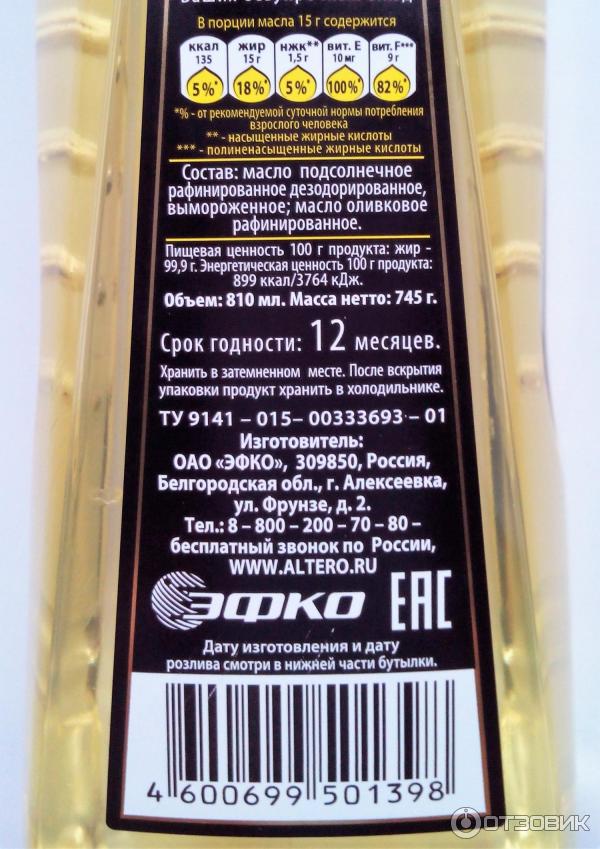 В порции масла 15 г содержится
ккал жир нжк** вит. Е вит. F***
135 15 г 1,5 г 10 мг 9 г
5%* 18%* 5%* 100%* 82%*
*% - от рекомендуемой суточной нормы потребления
взрослого человека
** - насыщенные жирные кислоты
*** - полиненасыщенные жирные кислоты
Состав: масло подсолнечное
рафинированное дезодорированное,
вымороженное; масло оливковое
рафинированное.
Пищевая ценность 100 г продукта: жир -
99,9 г. Энергетическая ценность 100 г продукта:
899 ккал/3764 кДж.
Объем: 810 мл. Масса нетто: 745 г.
Срок годности: 12 месяцев.
Хранить в затемненном месте. После вскрытия
упаковки продукт хранить в холодильнике.
ТУ 9141 – 015– 00333693 – 01
Изготовитель:
ОАО «ЭФКО», 309850, Россия,
Белгородская обл., г. Алексеевка,
ул. Фрунзе, д. 2.
Тел.: 8 – 800 – 200 – 70 – 80 –
бесплатный звонок по России,
WWW.ALTERO.RU
ЭФКО EAC
Дату изготовления и дату
розлива смотри в нижней части бутылки.
4 600699 501398
ОТЗОВИК